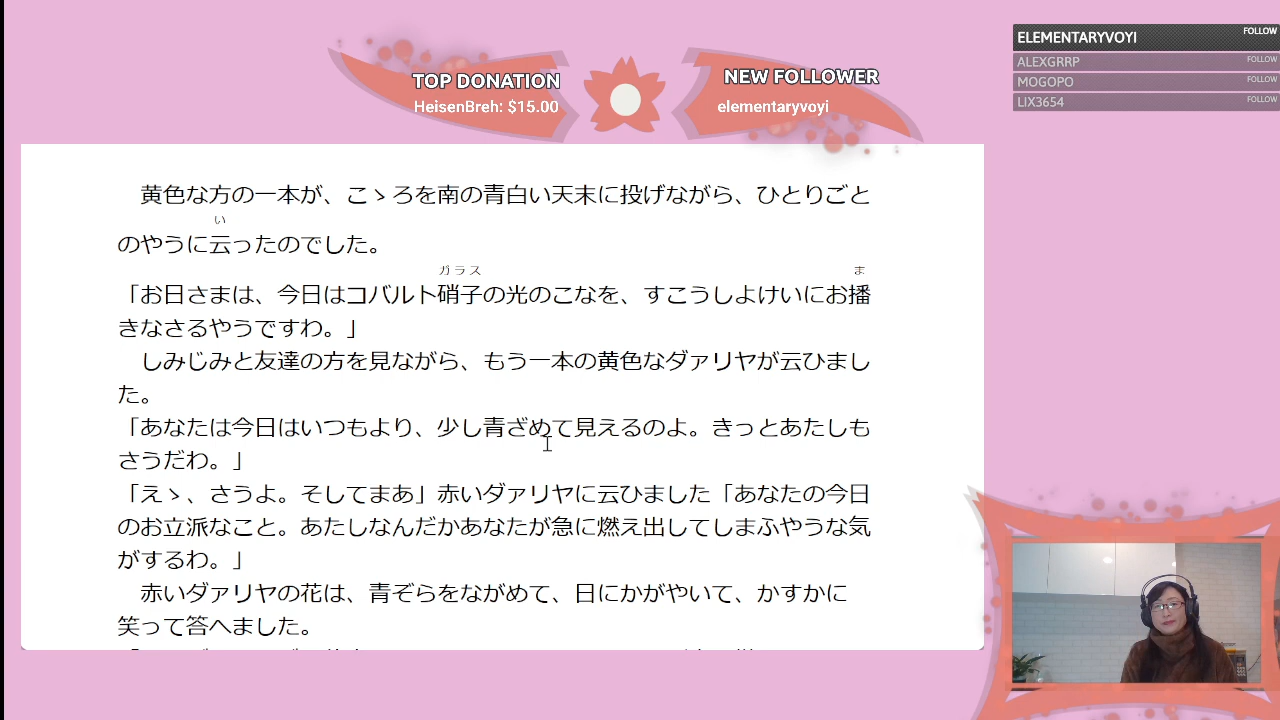 TOP DONATION
HeisenBreh: $15.00
NEW FOLLOWER
elementaryvoyi
ELEMENTARYVOYI FOLLOW
ALEXGRRP FOLLOW
MOGOPO FOLLOW
LIX3654 FOLLOW
黄色な方の一本が、こゝろを南の青白い天末に投げながら、ひとりごと
い
のやうに云ったのでした。
ガラス ま
「お日さまは、今日はコバルト硝子の光のこなを、すこうしよけいにお播
きなさるやうですわ。」
しみじみと友達の方を見ながら、もう一本の黄色なダァリヤが云ひまし
た。
「あなたは今日はいつもより、少し青ざめて見えるのよ。きっとあたしも
さうだわ。」
「えゝ、さうよ。そしてまあ」赤いダァリヤに云ひました「あなたの今日
のお立派なこと。あたしなんだかあなたが急に燃え出してしまふやうな気
がするわ。」
赤いダァリヤの花は、青ぞらをながめて、日にかがやいて、かすかに
笑って答へました。